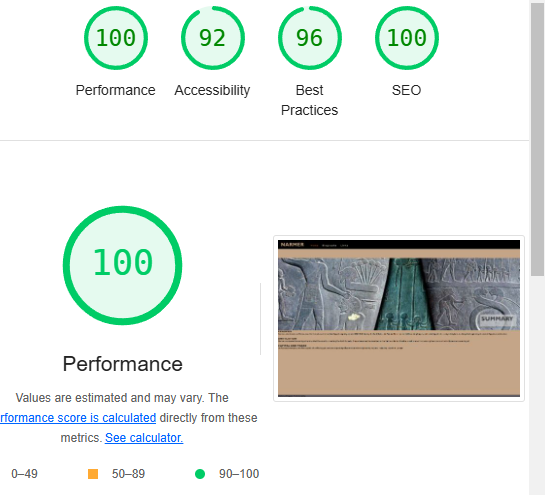 100
92
96
100
Performance
Accessibility
Best
Practices
SEO
100
Performance
Values are estimated and may vary. The
rformance score is calculated directly from these
metrics. See calculator.
0–49
50–89
90–100
NARMER
SUMMARY